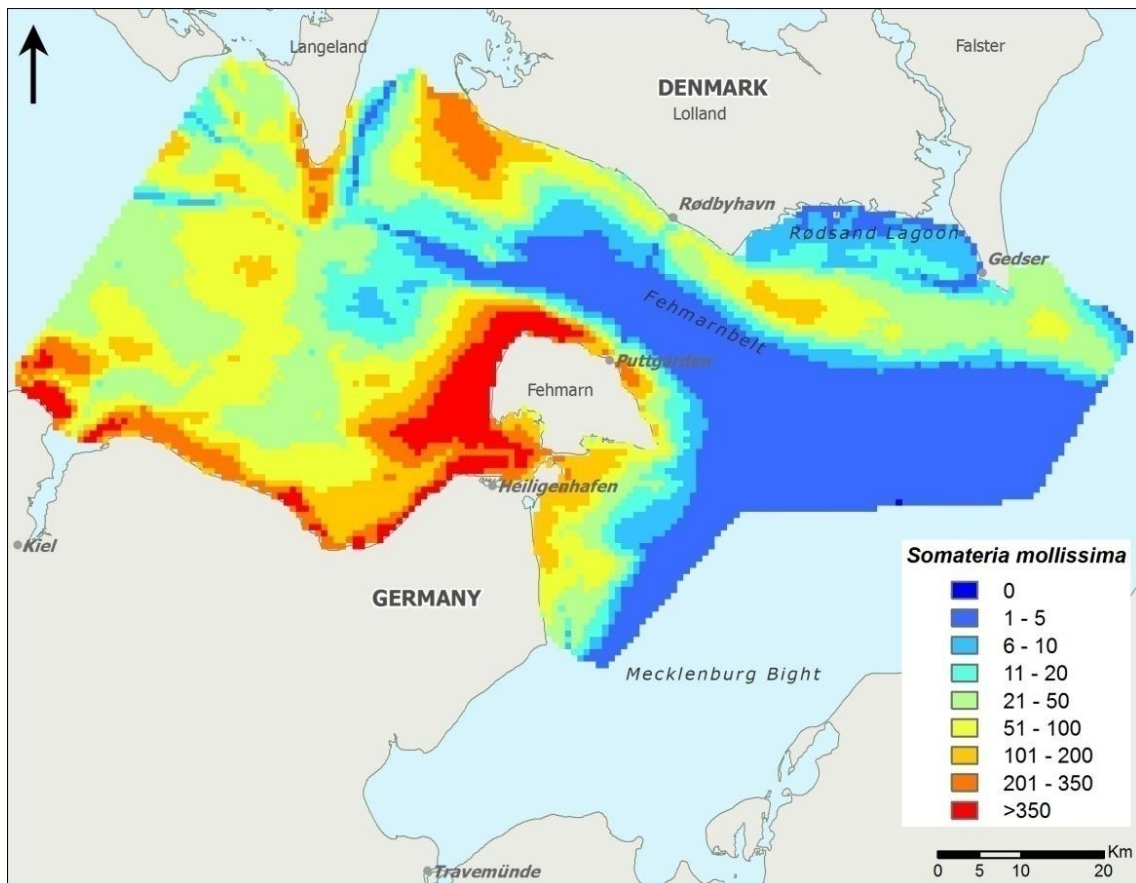 Langeland
Falster
DENMARK
Lolland
Rødbyhavn
Rødsand Lagoon
Gedser
Fehmarnbelt
Puttgarden
Fehmarn
Heiligenhafen
Kiel
GERMANY
Mecklenburg Bight
Travemünde
Somateria mollissima
0
1 - 5
6 - 10
11 - 20
21 - 50
51 - 100
101 - 200
201 - 350
>350
Km
0 5 10 20